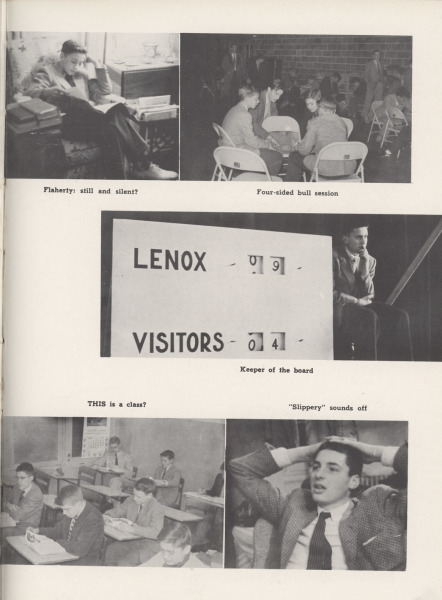 Flaherty: still and silent?
Four-sided bull session
LENOX - 09 -
VISITORS - 04 -
Keeper of the board
THIS is a class?
"Slippery" sounds off